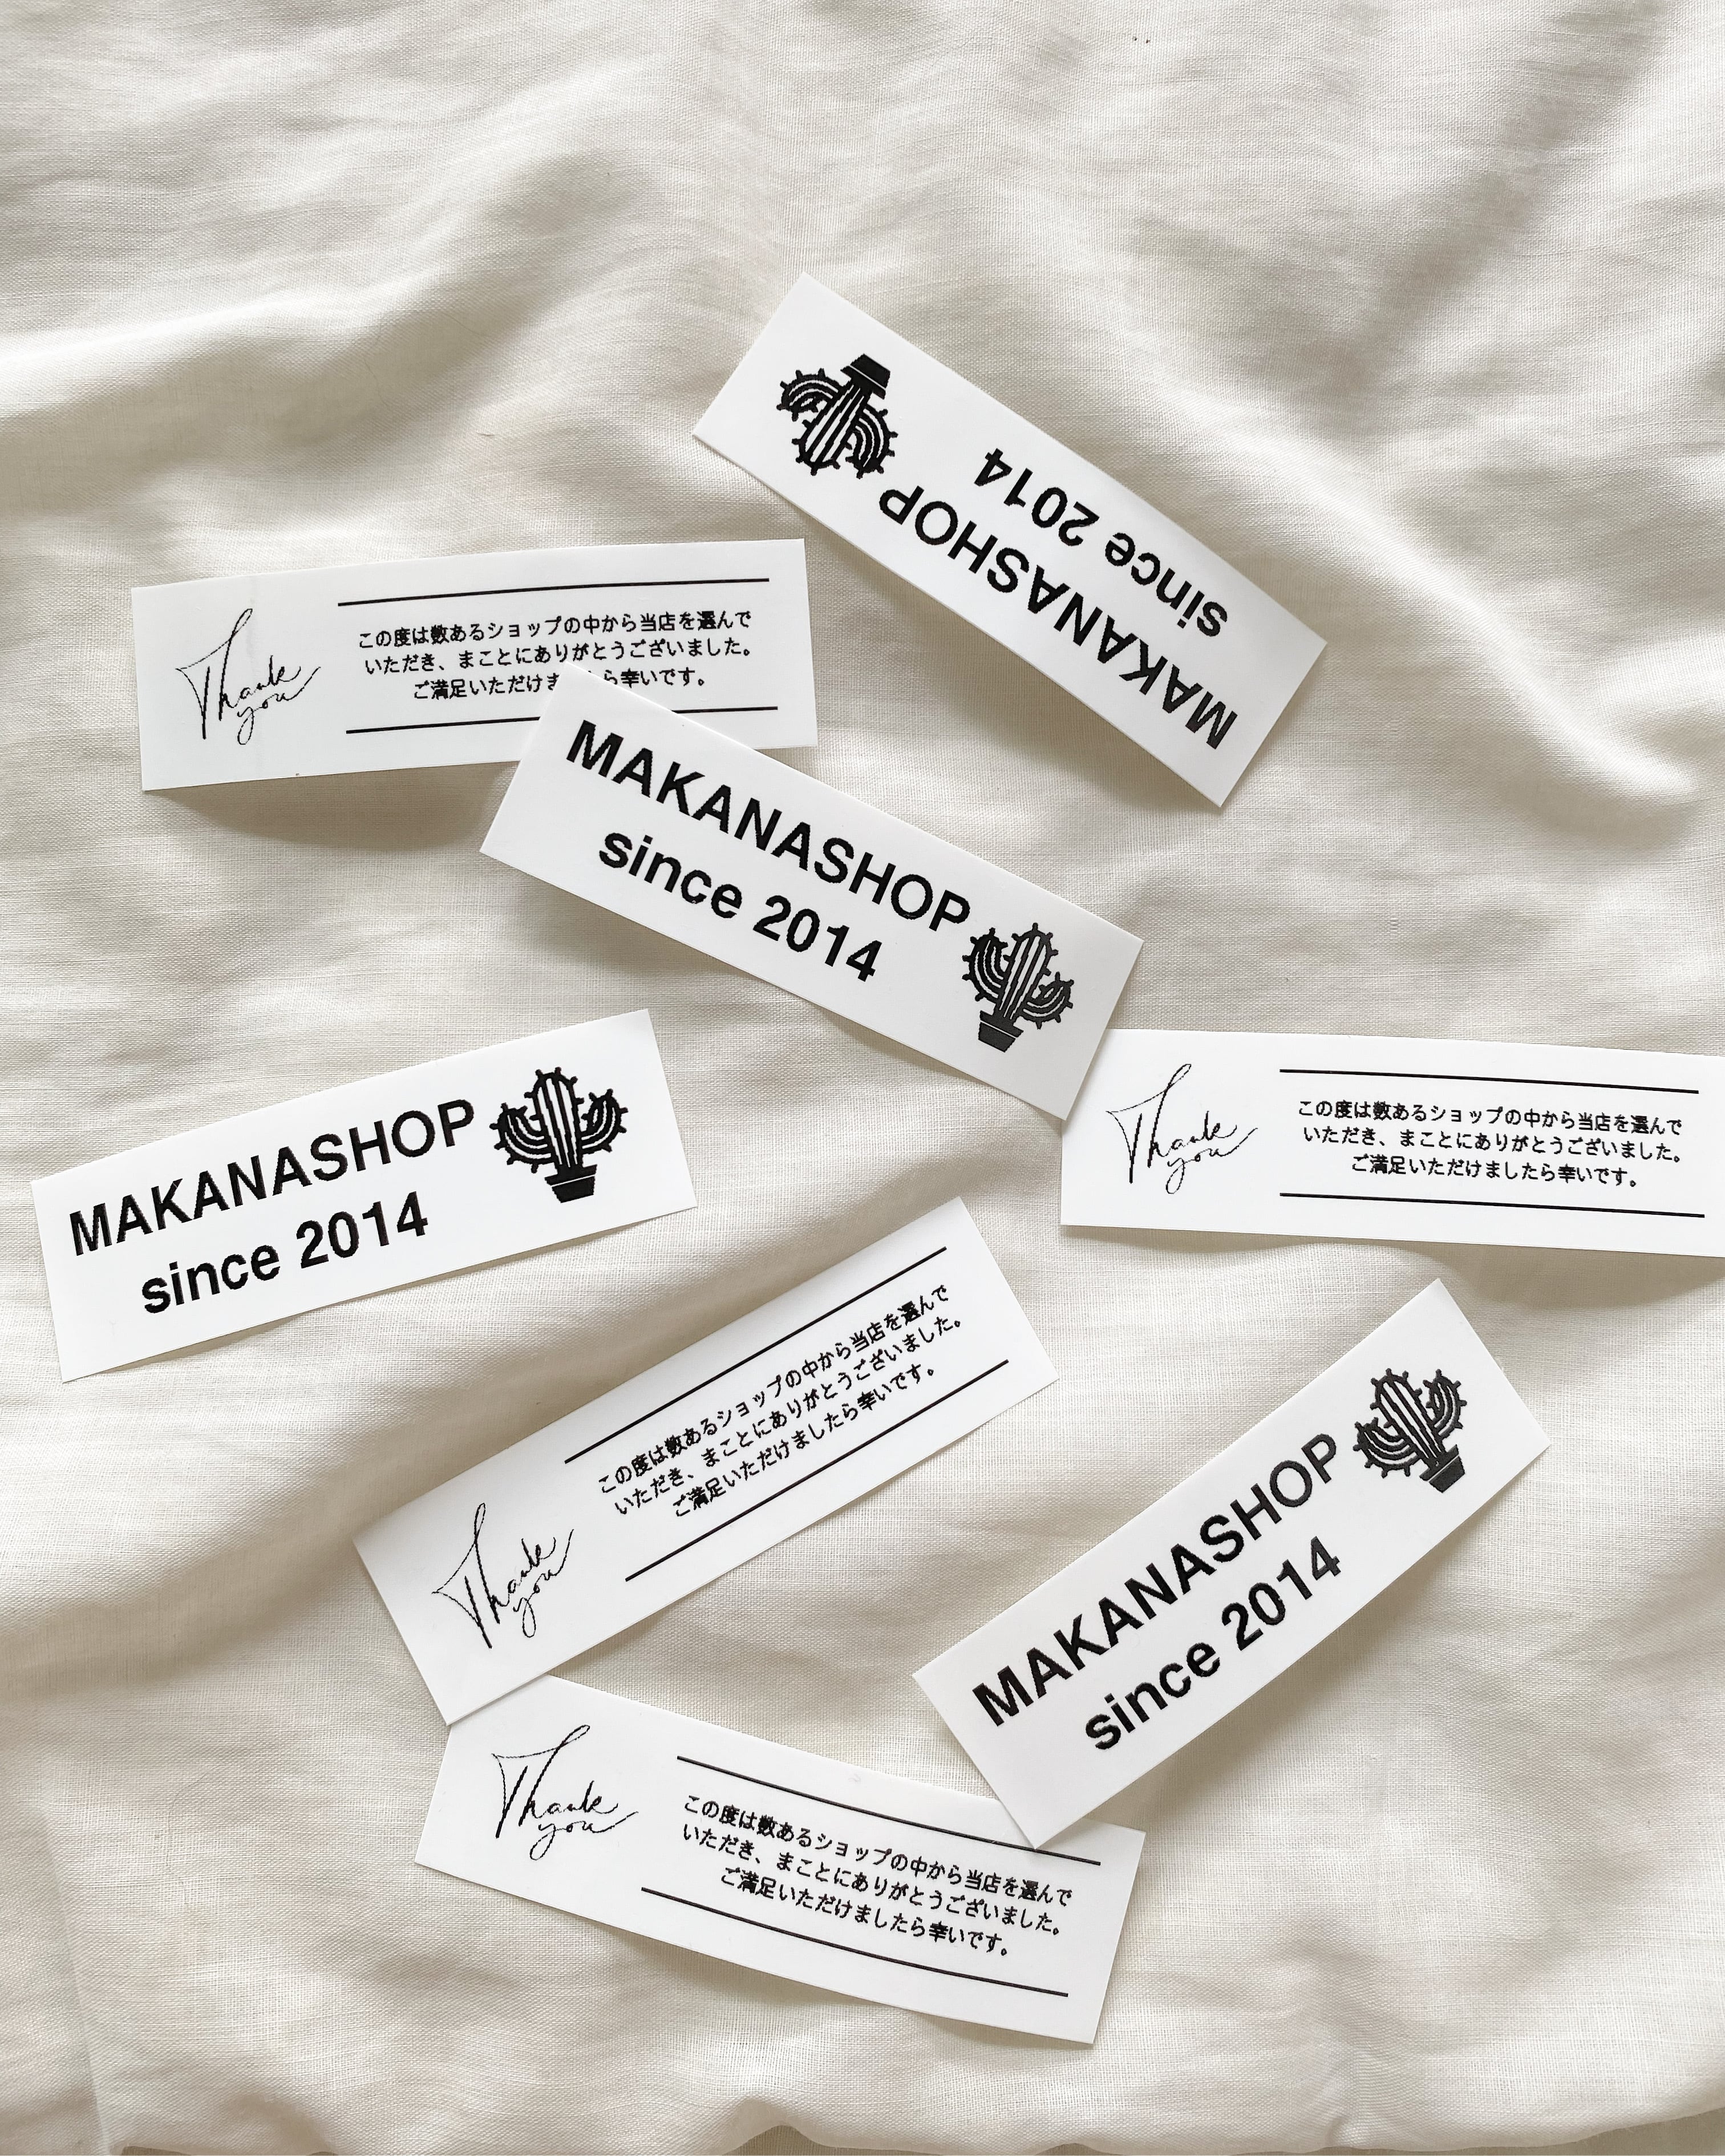 MAKANASHOP
since 2014
Thank
you
この度は数あるショップの中から当店を選んで
いただき、まことにありがとうございました。
ご満足いただけま
ら幸いです。
MAKANASHOP
since 2014
MAKANASHOP
since 2014
Thank
you
この度は数あるショップの中から当店を選んで
いただき、まことにありがとうございました。
ご満足いただけましたら幸いです。
Thank
you
この度は数あるショップの中から当店を選んで
いただき、まことにありがとうございました。
ご満足いただけましたら幸いです。
MAKANASHOP
since 2014
Thank
you
この度は数あるショップの中から当店を選んで
いただき、まことにありがとうございました。
ご満足いただけましたら幸いです。